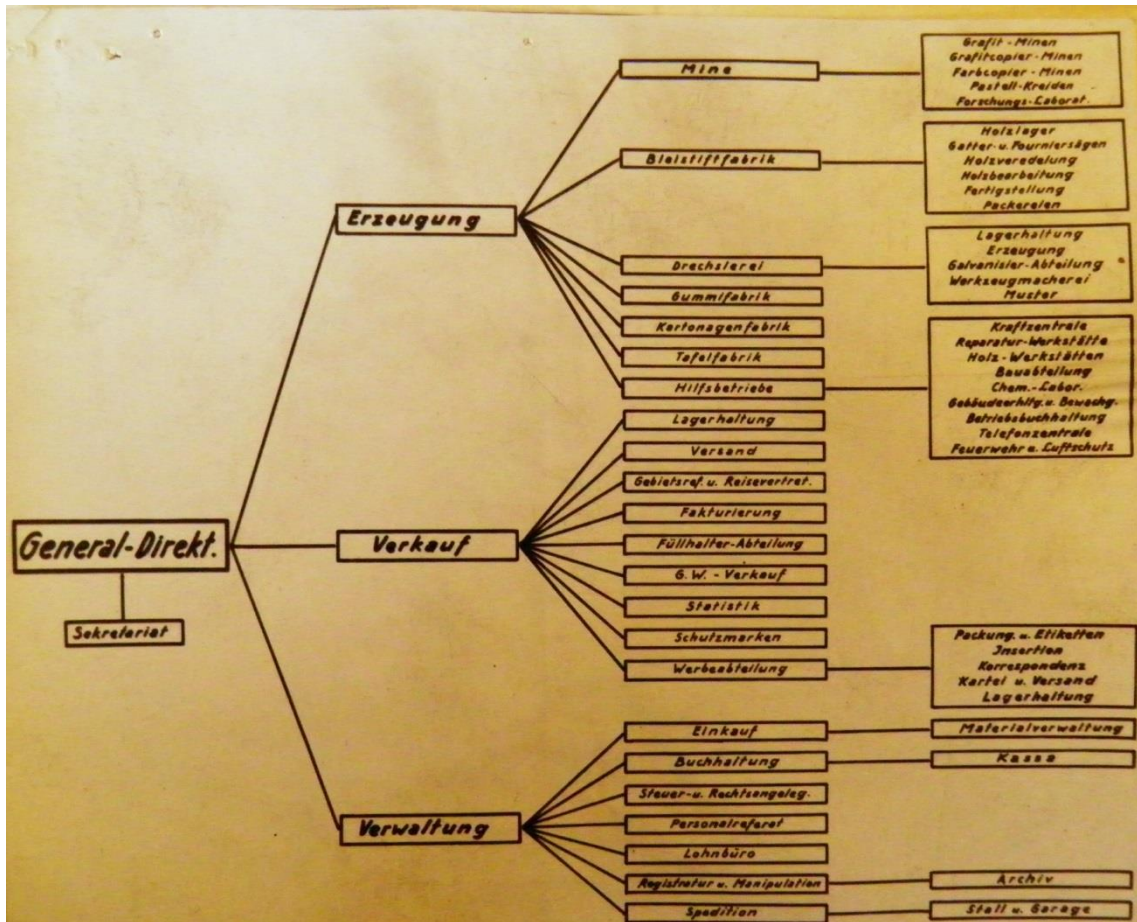 General-Direkt.
Sekretariat
Erzeugung
Mine
Grafit-Minen
Grafitcopier-Minen
Farbcopier-Minen
Pastell-Kreiden
Forschungs-Laborat.
Bleistiftfabrik
Holzlager
Gatter-u. Fourniersägen
Holzveredelung
Holzbearbeitung
Fertigstellung
Packereien
Drechslerei
Lagerhaltung
Erzeugung
Galvanisier-Abteilung
Werkzeugmacherei
Muster
Gummifabrik
Kartonagenfabrik
Tafelfabrik
Hilfsbetriebe
Kraftzentrale
Reparatur-Werkstätte
Holz-Werkstätten
Bauabteilung
Chem.-Labor.
Gebäudeerhltg. u. Bewachg.
Betriebsbuchhaltung
Telefonzentrale
Feuerwehr u. Luftschutz
Verkauf
Lagerhaltung
Versand
Gebietsref. u. Reisevertret.
Fakturierung
Füllhalter-Abteilung
G.W.-Verkauf
Statistik
Schutzmarken
Werbeabteilung
Packung. u. Etiketten
Insertion
Korrespondenz
Kartei u. Versand
Lagerhaltung
Verwaltung
Einkauf
Materialverwaltung
Buchhaltung
Kassa
Steuer-u. Rechtsangeleg.
Personalreferat
Lohnbüro
Registratur u. Manipulation
Archiv
Spedition
Stall u. Garage